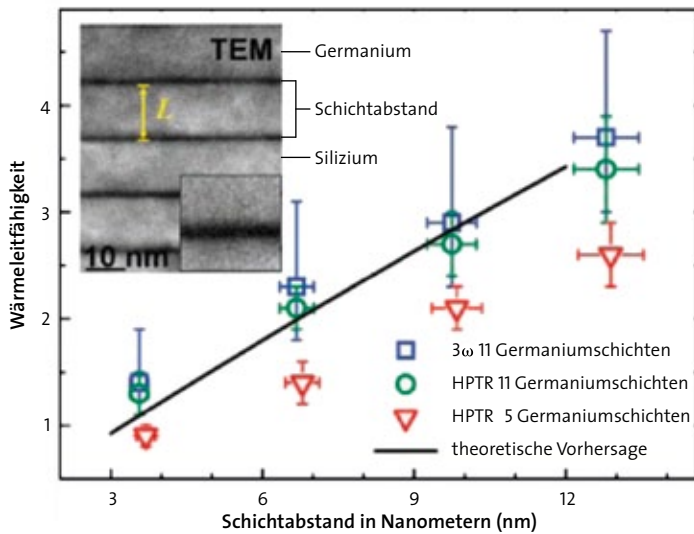 TEM
Germanium
L
Schichtabstand
Silizium
10 nm
Wärmeleitfähigkeit
4
3
2
1
3ω 11 Germaniumschichten
HPTR 11 Germaniumschichten
HPTR 5 Germaniumschichten
theoretische Vorhersage
3 6 9 12
Schichtabstand in Nanometern (nm)